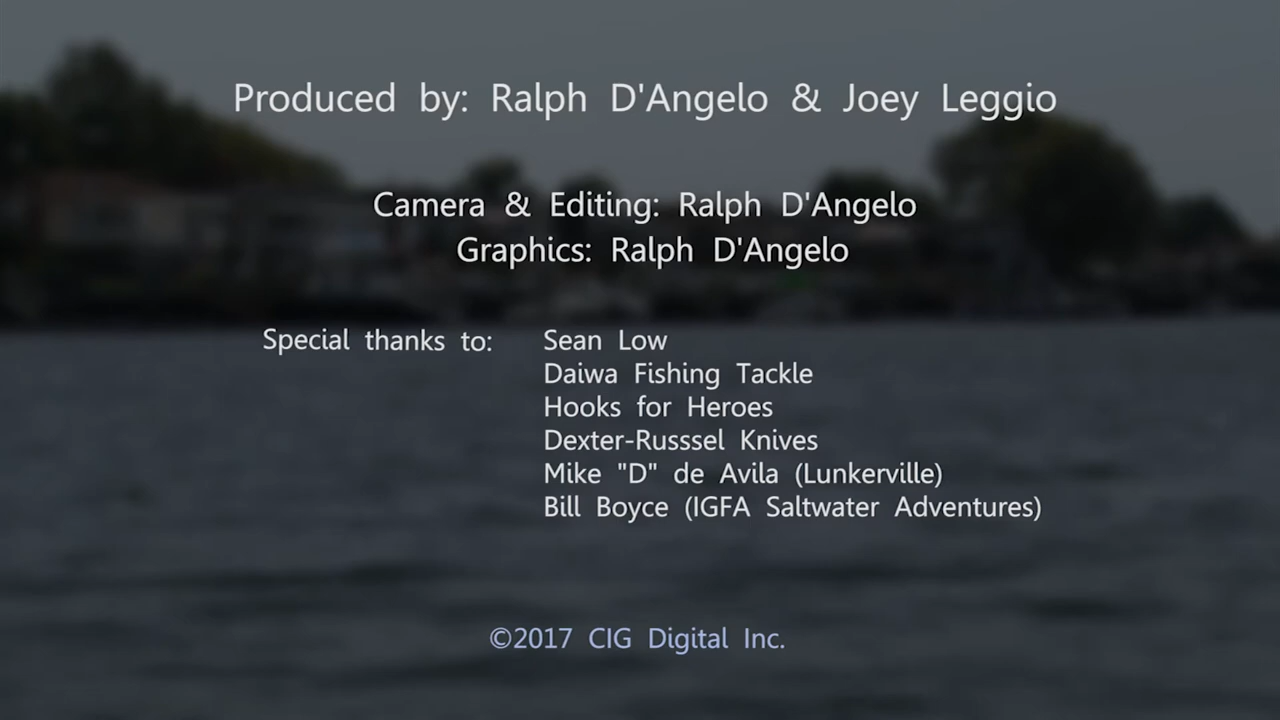 Produced by: Ralph D'Angelo & Joey Leggio
Camera & Editing: Ralph D'Angelo
Graphics: Ralph D'Angelo
Special thanks to: Sean Low
Daiwa Fishing Tackle
Hooks for Heroes
Dexter-Russsel Knives
Mike "D" de Avila (Lunkerville)
Bill Boyce (IGFA Saltwater Adventures)
©2017 CIG Digital Inc.